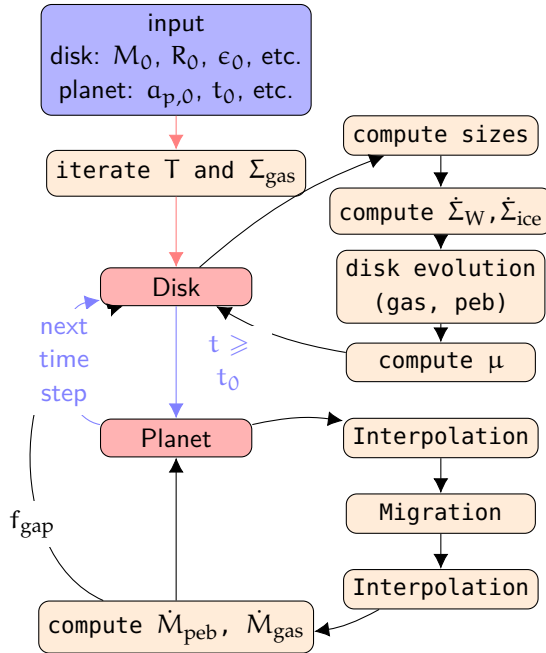 input
disk: M₀, R₀, ϵ₀, etc.
planet: aₚ,₀, t₀, etc.
iterate T and Σ_gas
compute sizes
compute Σ̇_W,Σ̇_ice
disk evolution
(gas, peb)
compute μ
Disk
next
time
step
t ⩾
t₀
Planet
Interpolation
Migration
Interpolation
f_gap
compute Ṁ_peb, Ṁ_gas